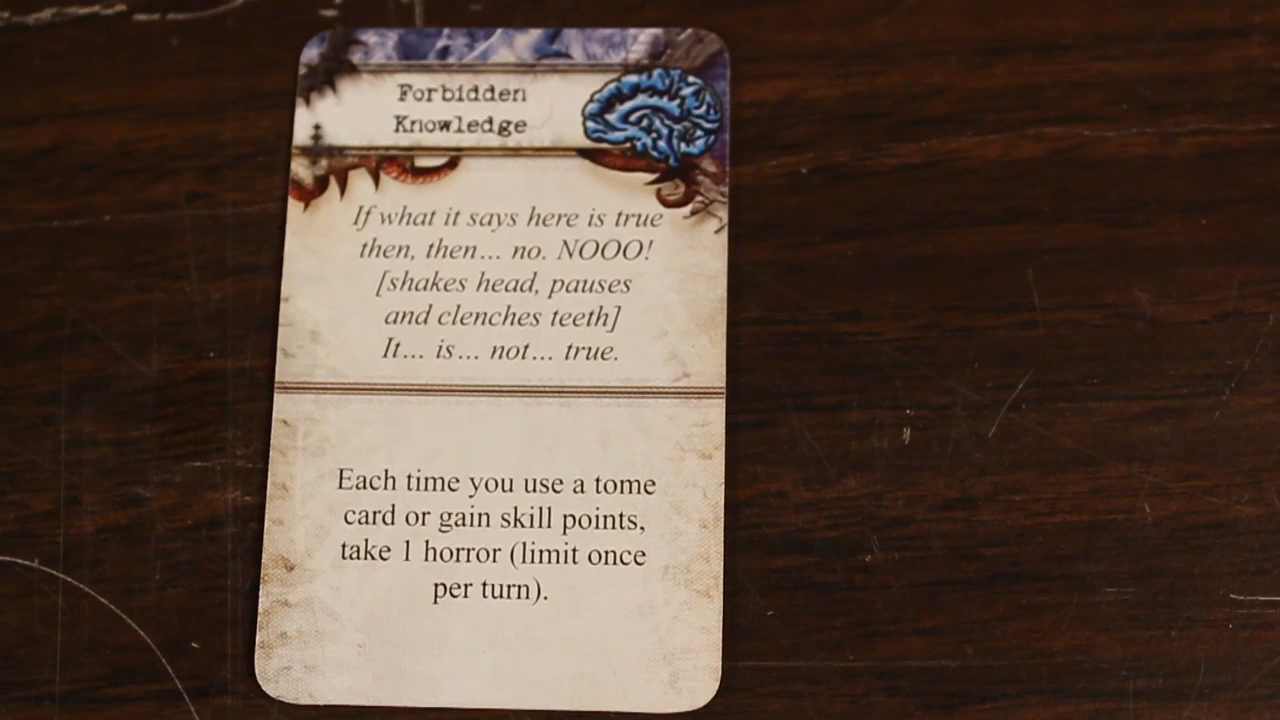 Forbidden
Knowledge
If what it says here is true
then, then... no. NOOO!
[shakes head, pauses
and clenches teeth]
It... is... not... true.
Each time you use a tome
card or gain skill points,
take 1 horror (limit once
per turn).